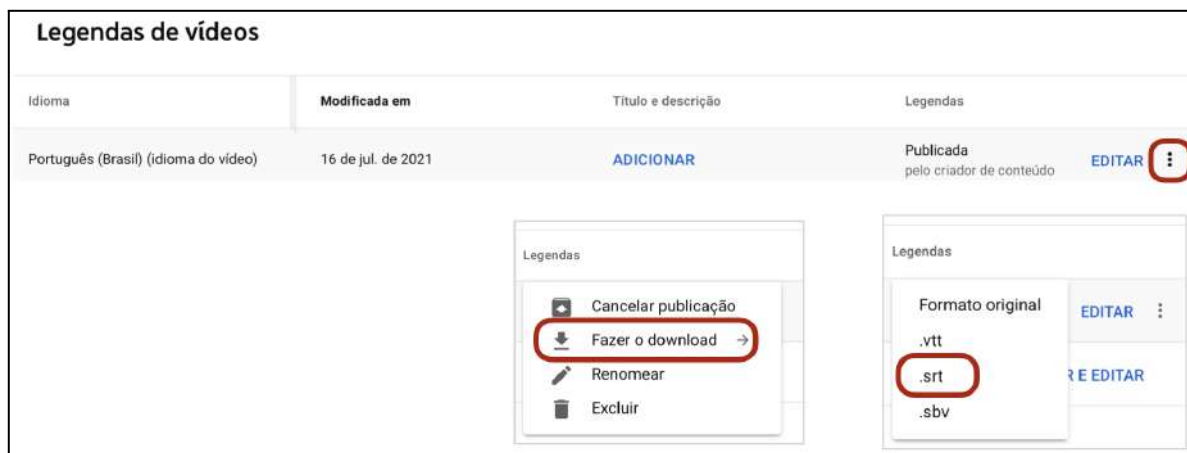 Legendas de vídeos
Idioma Modificada em Título e descrição Legendas
Português (Brasil) (idioma do vídeo) 16 de jul. de 2021 ADICIONAR Publicada EDITAR
pelo criador de conteúdo
Legendas
Cancelar publicação
Fazer o download
Renomear
Excluir
Legendas
Formato original EDITAR
.vtt
.srt R E EDITAR
.sbv